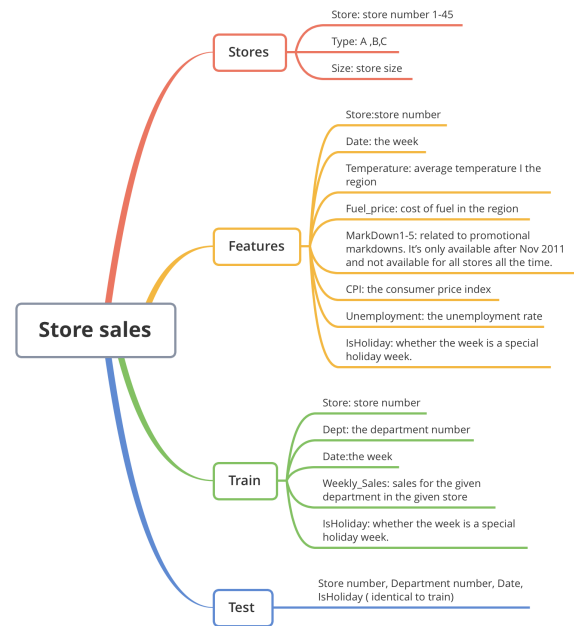 Store sales
Stores
Store: store number 1-45
Type: A ,B,C
Size: store size
Features
Store:store number
Date: the week
Temperature: average temperature I the
region
Fuel_price: cost of fuel in the region
MarkDown1-5: related to promotional
markdowns. It’s only available after Nov 2011
and not available for all stores all the time.
CPI: the consumer price index
Unemployment: the unemployment rate
IsHoliday: whether the week is a special
holiday week.
Train
Store: store number
Dept: the department number
Date:the week
Weekly_Sales: sales for the given
department in the given store
IsHoliday: whether the week is a special
holiday week.
Test
Store number, Department number, Date,
IsHoliday ( identical to train)